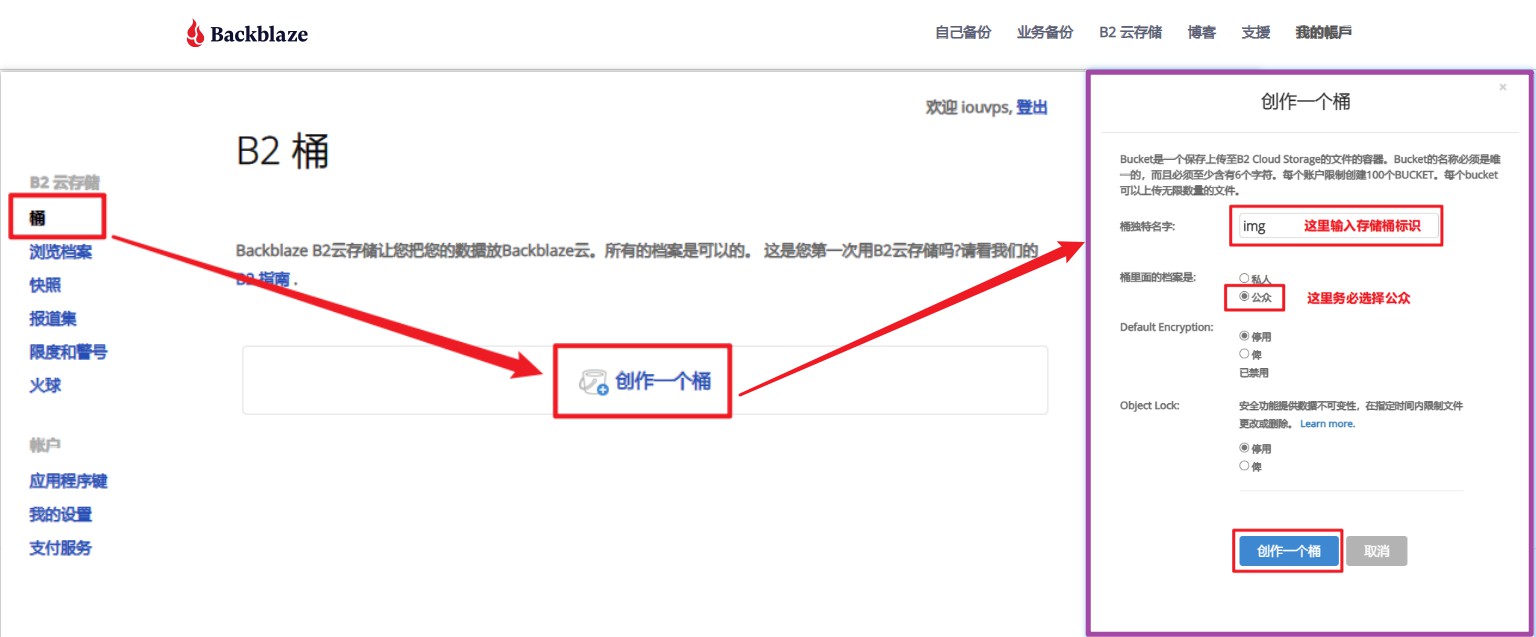 Backblaze
自己备份 业务备份 B2 云存储 博客 支援 我的帳戶
欢迎 iouvps, 登出
B2 桶
B2 云存储
桶
浏览档案
快照
报道集
限度和警号
火球
帐户
应用程序键
我的设置
支付服务
Backblaze B2云存储让您把您的数据放Backblaze云。所有的档案是可以的。 这是您第一次用B2云存储吗?请看我们的
B2 指南 .
创作一个桶
×
创作一个桶
Bucket是一个保存上传至B2 Cloud Storage的文件的容器。Bucket的名称必须是唯
一的，而且必须至少含有6个字符。每个账户限制创建100个BUCKET。每个bucket
可以上传无限数量的文件。
桶独特名字: img 这里输入存储桶标识
桶里面的档案是: 私人
公众 这里务必选择公众
Default Encryption: 停用
俾
已禁用
Object Lock: 安全功能提供数据不可变性，在指定时间内限制文件
更改或删除。 Learn more.
停用
俾
创作一个桶 取消